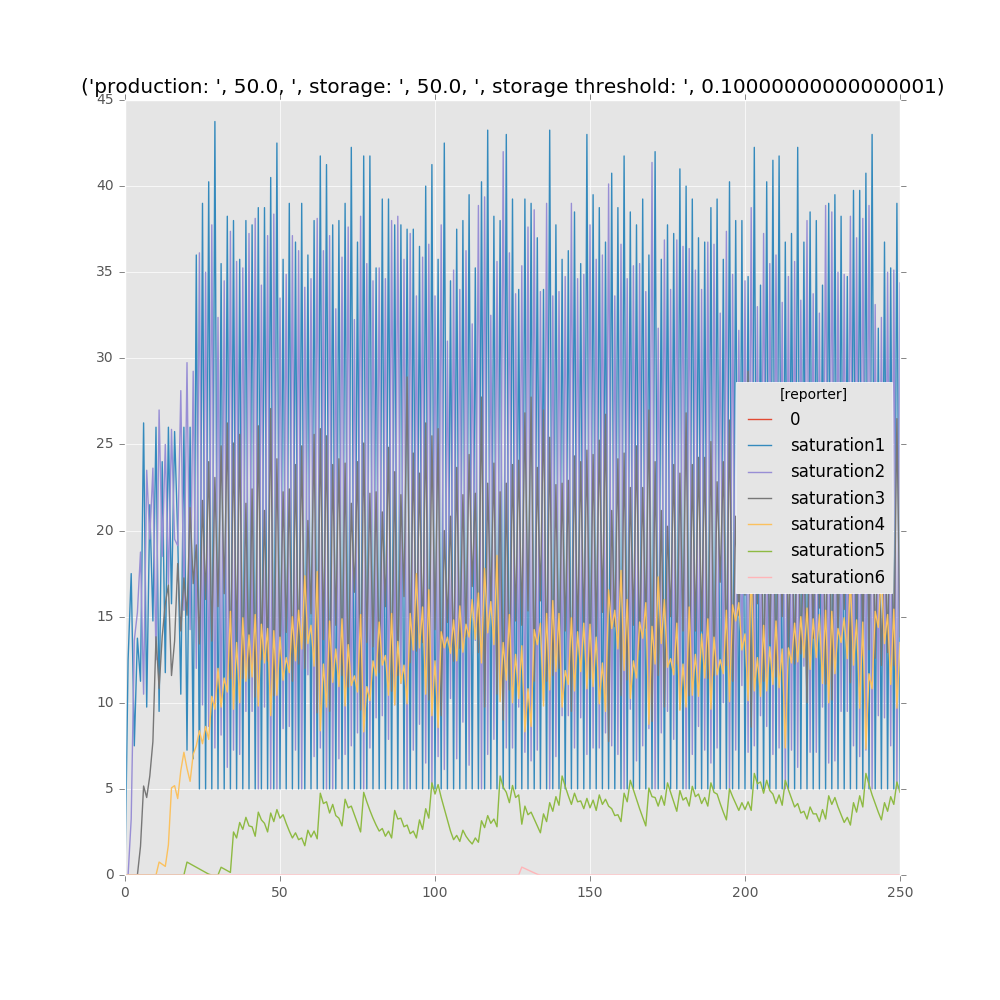 ('production: ', 50.0, ', storage: ', 50.0, ', storage threshold: ', 0.10000000000000001)
45
40
35
30
25
20
15
10
5
0
[reporter]
0
saturation1
saturation2
saturation3
saturation4
saturation5
saturation6
0 50 100 150 200 250